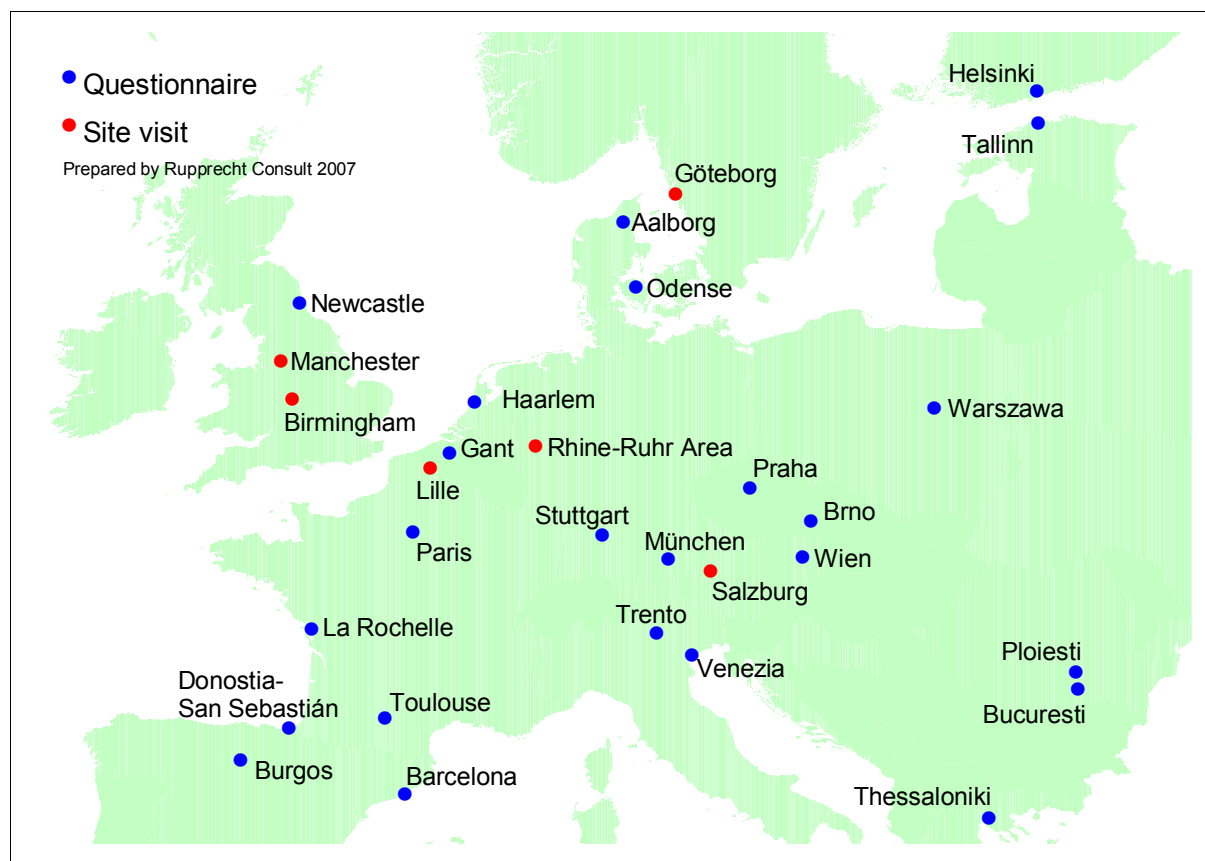 Questionnaire
Site visit
Prepared by Rupprecht Consult 2007
Helsinki
Tallinn
Göteborg
Aalborg
Odense
Newcastle
Manchester
Birmingham
Haarlem
Warszawa
Gant
Rhine-Ruhr Area
Lille
Praha
Stuttgart
Brno
Paris
München
Wien
Salzburg
La Rochelle
Trento
Venezia
Ploiesti
Bucuresti
Donostia-
San Sebastián
Toulouse
Burgos
Barcelona
Thessaloniki